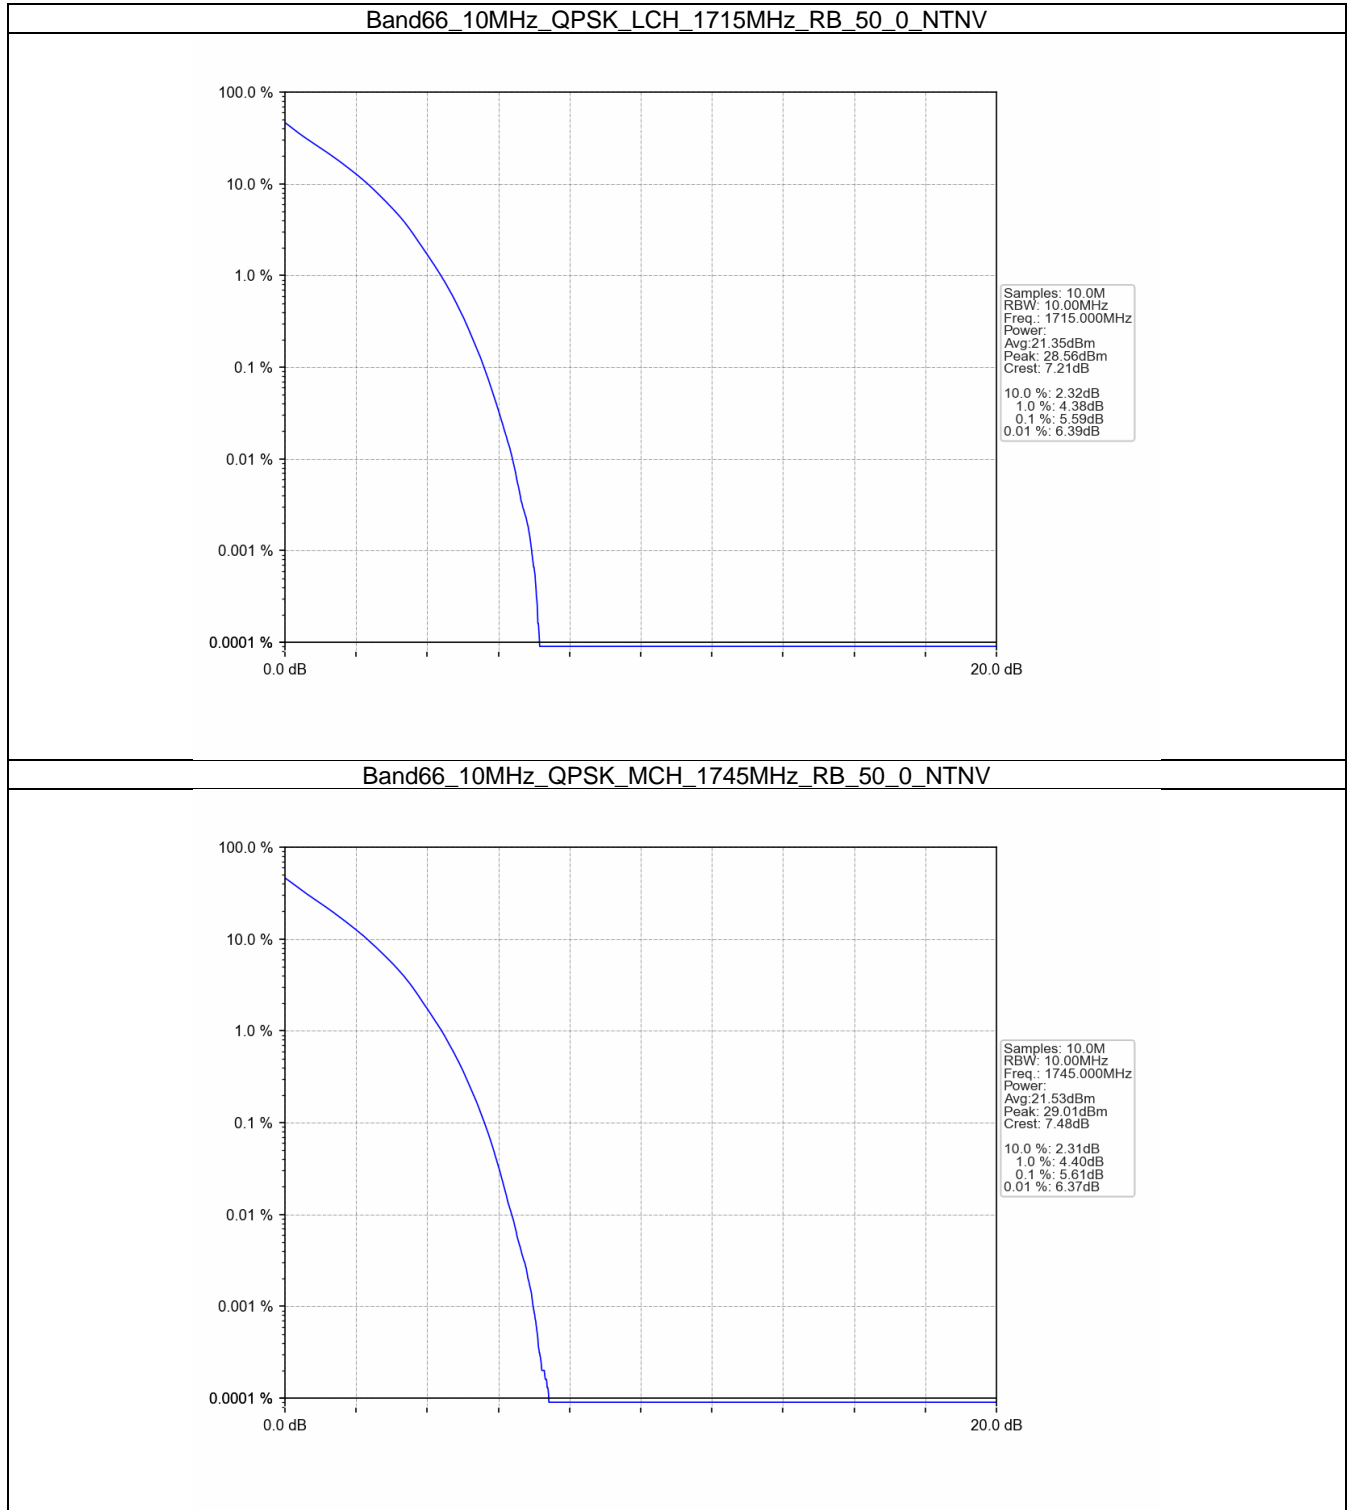 Band66_10MHz_QPSK_LCH_1715MHz_RB_50_0_NTNV
100.0 %
10.0 %
1.0 %
0.1 %
0.01 %
0.001 %
0.0001 %
0.0 dB
20.0 dB
Samples: 10.0M
RBW: 10.00MHz
Freq.: 1715.000MHz
Power:
Avg:21.35dBm
Peak: 28.56dBm
Crest: 7.21dB
10.0 %: 2.32dB
1.0 %: 4.38dB
0.1 %: 5.59dB
0.01 %: 6.39dB
Band66_10MHz_QPSK_MCH_1745MHz_RB_50_0_NTNV
100.0 %
10.0 %
1.0 %
0.1 %
0.01 %
0.001 %
0.0001 %
0.0 dB
20.0 dB
Samples: 10.0M
RBW: 10.00MHz
Freq.: 1745.000MHz
Power:
Avg:21.53dBm
Peak: 29.01dBm
Crest: 7.48dB
10.0 %: 2.31dB
1.0 %: 4.40dB
0.1 %: 5.61dB
0.01 %: 6.37dB